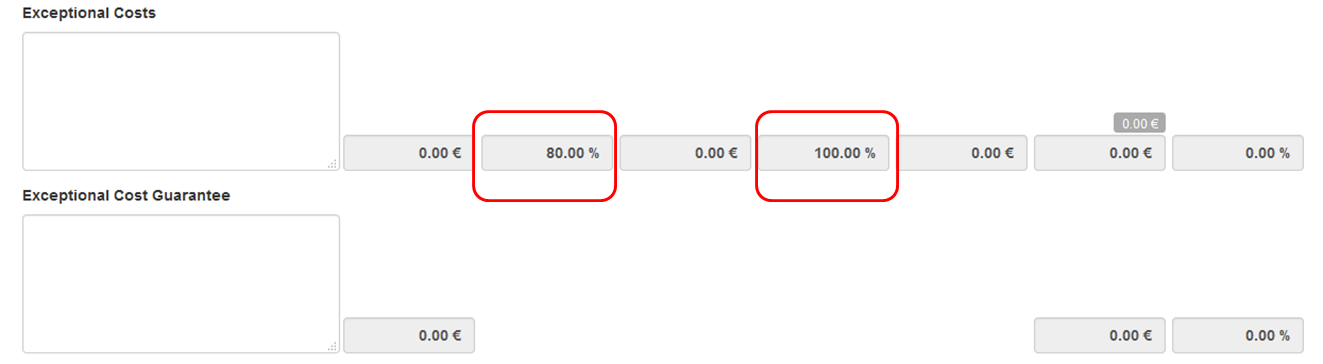 Exceptional Costs
0.00 €
0.00 € 80.00 % 0.00 € 100.00 % 0.00 € 0.00 € 0.00 %
Exceptional Cost Guarantee
0.00 € 0.00 € 0.00 %